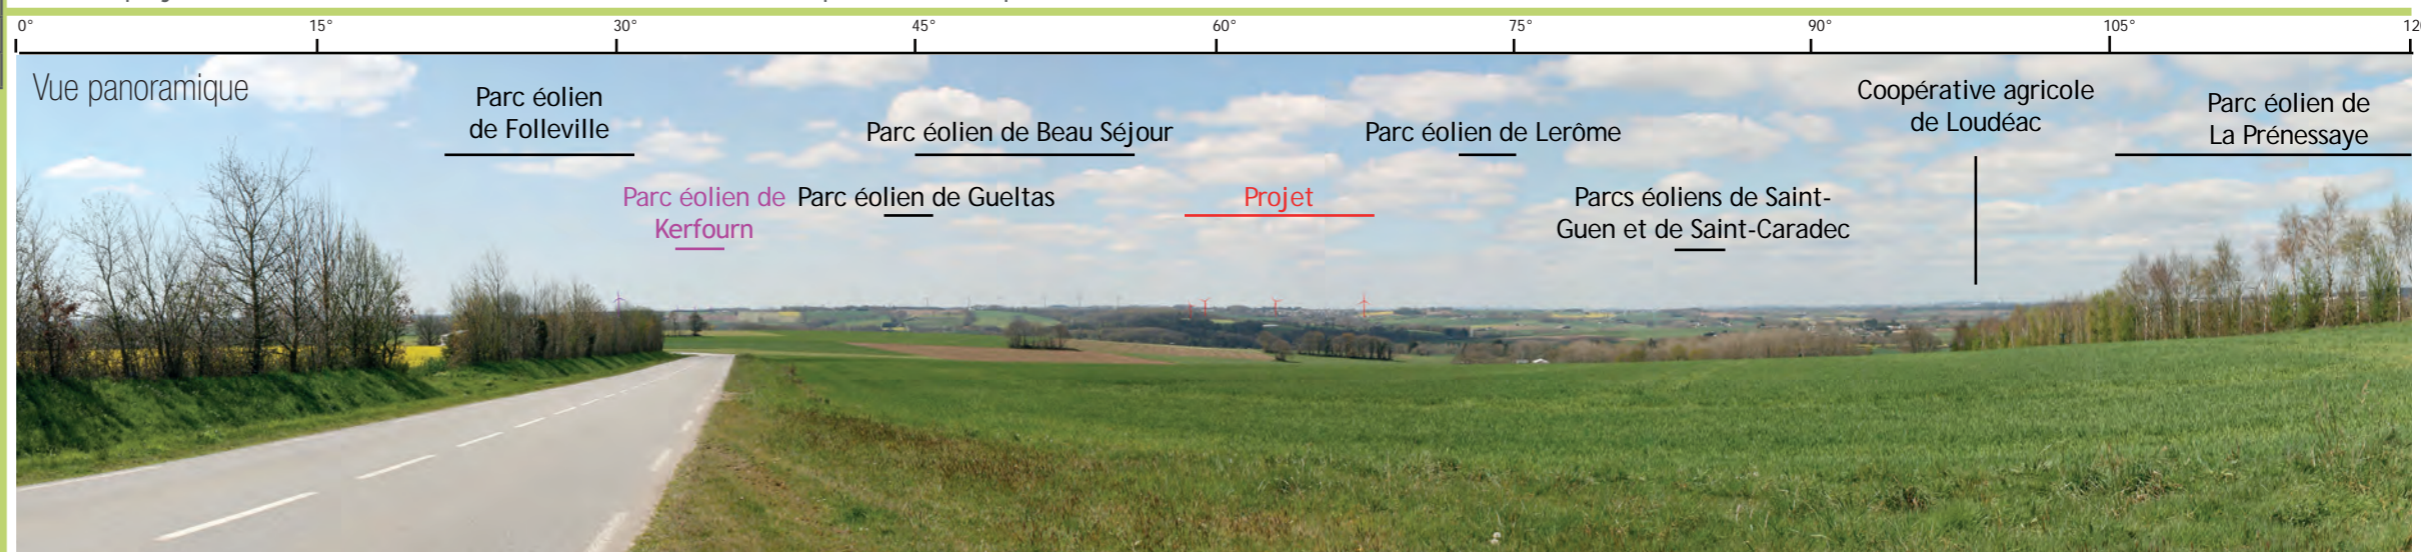 0° 15° 30° 45° 60° 75° 90° 105°
Vue panoramique
Parc éolien
de Folleville
Parc éolien de Beau Séjour
Parc éolien de Lerôme
Coopérative agricole
de Loudéac
Parc éolien de
La Prénessaye
Parc éolien de
Kerfourn
Parc éolien de Gueltas
Projet
Parcs éoliens de Saint-
Guen et de Saint-Caradec